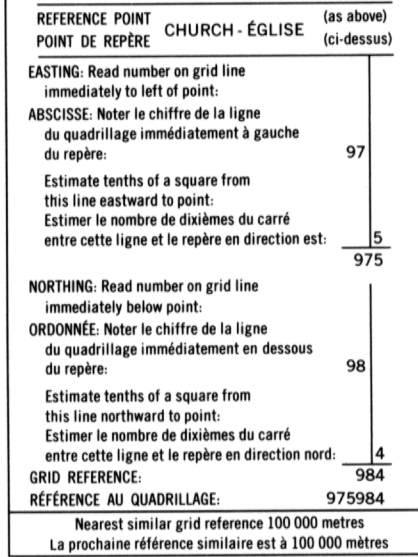 REFERENCE POINT
POINT DE REPÈRE CHURCH - ÉGLISE (as above)
(ci-dessus)
EASTING: Read number on grid line
immediately to left of point:
ABSCISSE: Noter le chiffre de la ligne
du quadrillage immédiatement à gauche
du repère: 97
Estimate tenths of a square from
this line eastward to point:
Estimer le nombre de dixièmes du carré
entre cette ligne et le repère en direction est: 5
975
NORTHING: Read number on grid line
immediately below point:
ORDONNÉE: Noter le chiffre de la ligne
du quadrillage immédiatement en dessous
du repère: 98
Estimate tenths of a square from
this line northward to point:
Estimer le nombre de dixièmes du carré
entre cette ligne et le repère en direction nord: 4
GRID REFERENCE: 984
RÉFÉRENCE AU QUADRILLAGE: 975984
Nearest similar grid reference 100 000 metres
La prochaine référence similaire est à 100 000 mètres